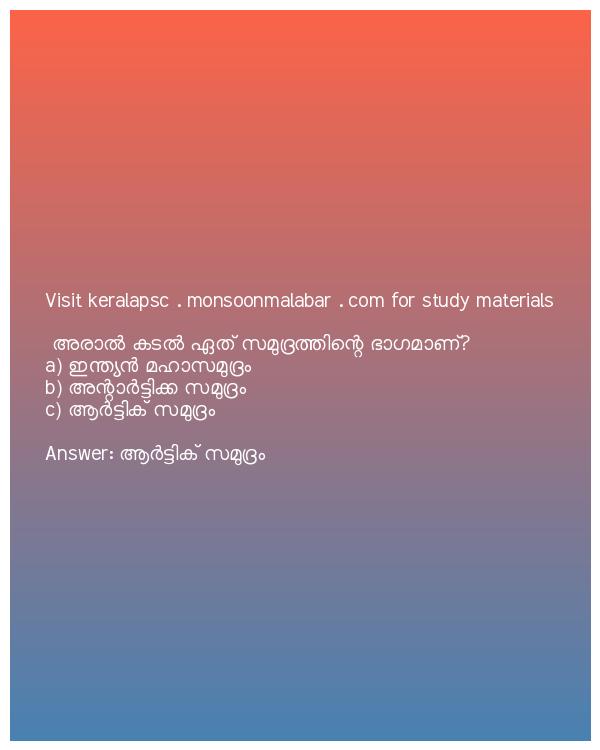 Visit keralapsc . monsoonmalabar . com for study materials
അരാൽ കടൽ ഏത് സമുദ്രത്തിന്റെ ഭാഗമാണ്?
a) ഇന്ത്യൻ മഹാസമുദ്രം
b) അന്റാർട്ടിക്ക സമുദ്രം
c) ആർട്ടിക് സമുദ്രം
Answer: ആർട്ടിക് സമുദ്രം